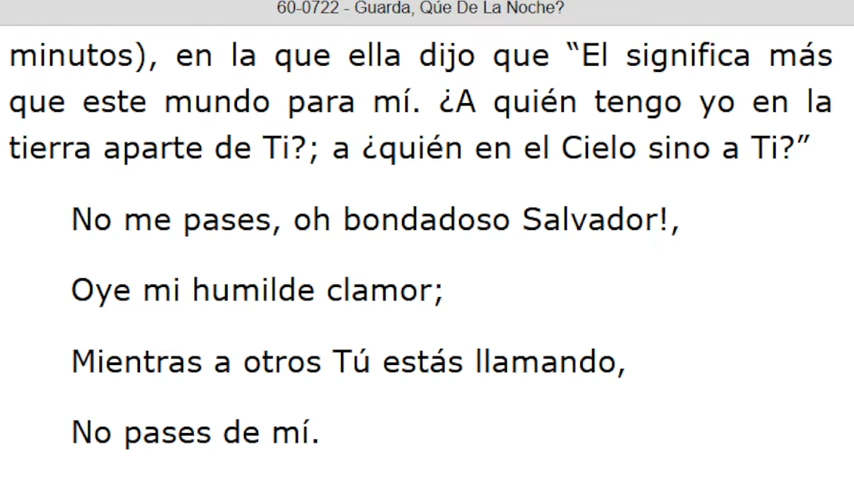 60-0722 - Guarda, Qúe De La Noche?
minutos), en la que ella dijo que “El significa más
que este mundo para mí. ¿A quién tengo yo en la
tierra aparte de Ti?; a ¿quién en el Cielo sino a Ti?”
No me pases, oh bondadoso Salvador!,
Oye mi humilde clamor;
Mientras a otros Tú estás llamando,
No pases de mí.